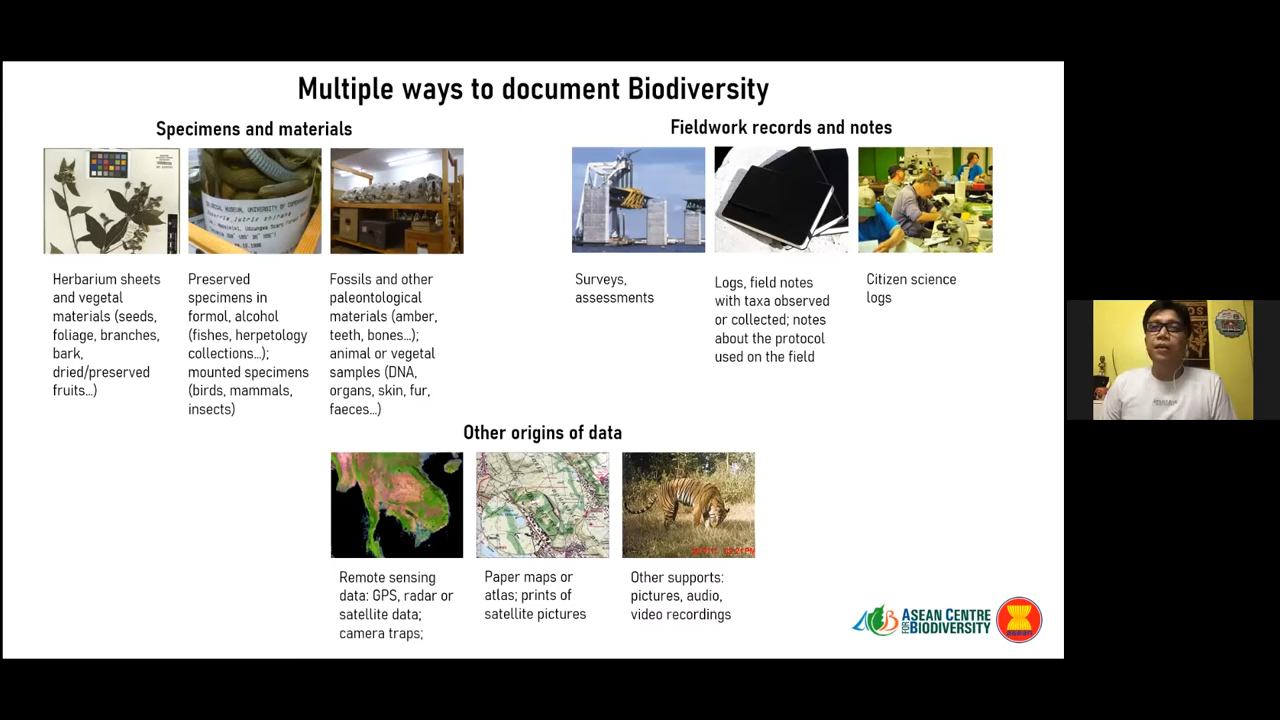 Multiple ways to document Biodiversity
Specimens and materials
Herbarium sheets
and vegetal
materials (seeds,
foliage, branches,
bark,
dried/preserved
fruits...)
Preserved
specimens in
formol, alcohol
(fishes, herpetology
collections...);
mounted specimens
(birds, mammals,
insects)
Fossils and other
paleontological
materials (amber,
teeth, bones...);
animal or vegetal
samples (DNA,
organs, skin, fur,
faeces...)
Fieldwork records and notes
Surveys,
assessments
Logs, field notes
with taxa observed
or collected; notes
about the protocol
used on the field
Citizen science
logs
Other origins of data
Remote sensing
data: GPS, radar or
satellite data;
camera traps;
Paper maps or
atlas; prints of
satellite pictures
Other supports:
pictures, audio,
video recordings
ASEAN CENTRE
FOR BIODIVERSITY
asean